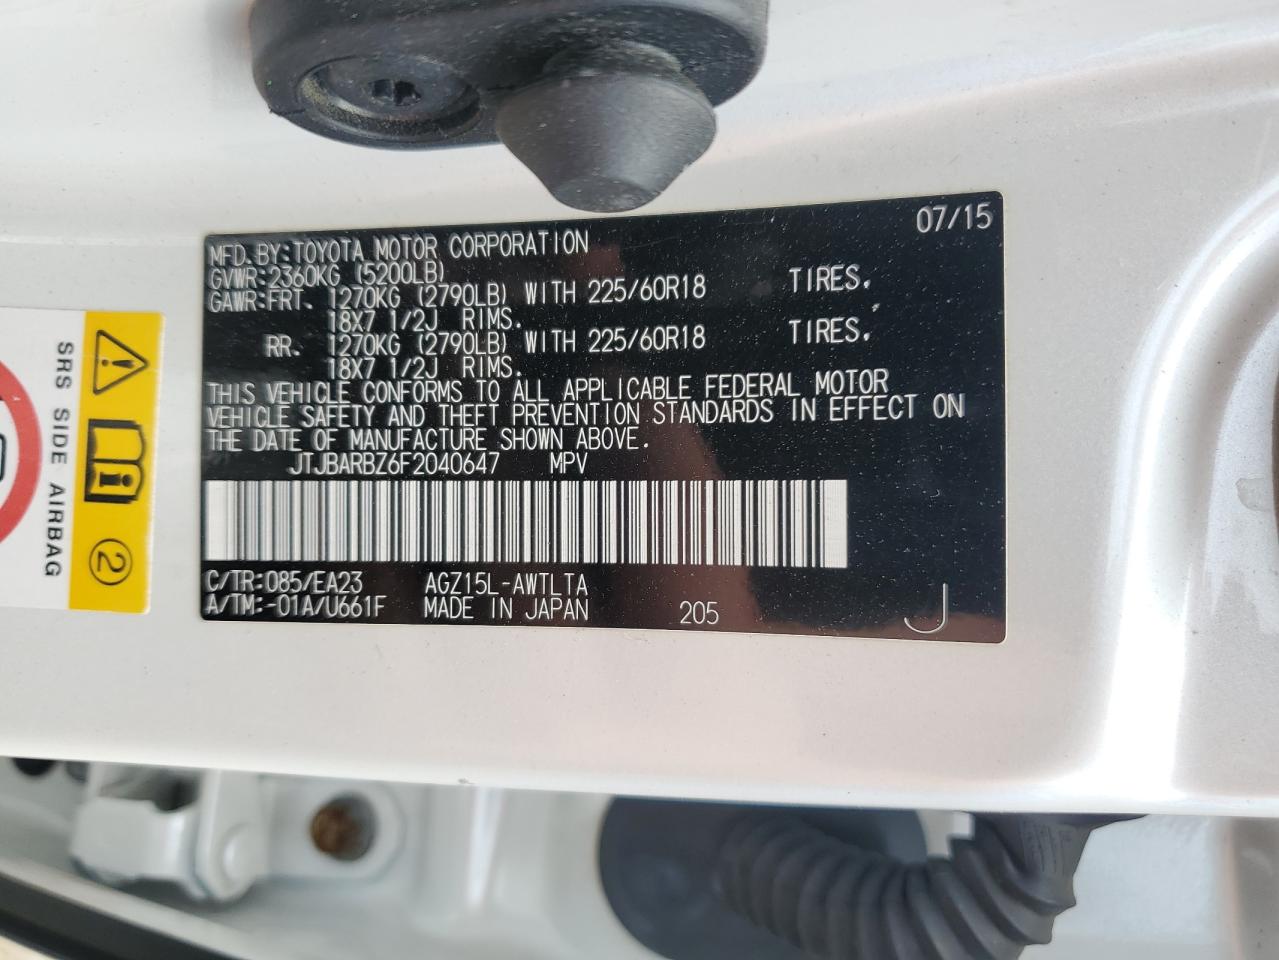 07/15
MFD. BY: TOYOTA MOTOR CORPORATION
GVWR: 2360KG (5200LB)
GAWR: FRT. 1270KG (2790LB) WITH 225/60R18 TIRES.
18X7 1/2J RIMS.
RR. 1270KG (2790LB) WITH 225/60R18 TIRES.
18X7 1/2J RIMS.
THIS VEHICLE CONFORMS TO ALL APPLICABLE FEDERAL MOTOR
VEHICLE SAFETY AND THEFT PREVENTION STANDARDS IN EFFECT ON
THE DATE OF MANUFACTURE SHOWN ABOVE.
JTJBARBZ6F2040647 MPV
C/TR: 085/EA23 AGZ15L-AWTLTA
A/TM: -01A/U661F MADE IN JAPAN 205 J
SRS SIDE AIRBAG
2